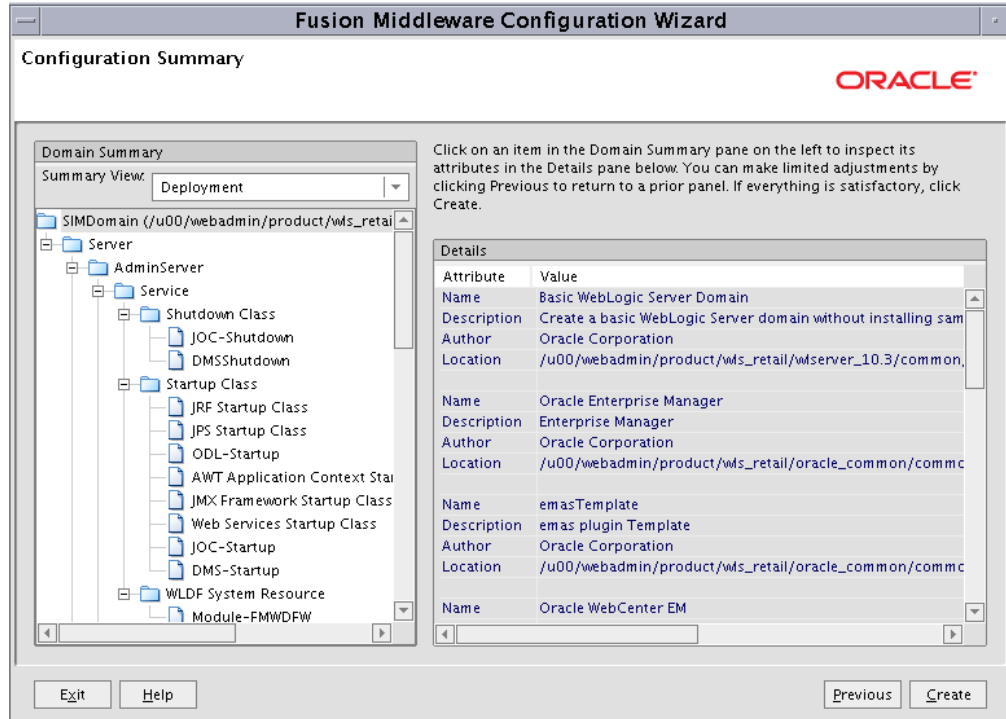 Fusion Middleware Configuration Wizard
Configuration Summary
ORACLE
Domain Summary
Summary View:
Deployment
SIMDomain (/u00/webadmin/product/wls_retai
Server
AdminServer
Service
Shutdown Class
JOC-Shutdown
DMSShutdown
Startup Class
JRF Startup Class
JPS Startup Class
ODL-Startup
AWT Application Context Star
JMX Framework Startup Class
Web Services Startup Class
JOC-Startup
DMS-Startup
WLDF System Resource
Module-FMWDFW
Click on an item in the Domain Summary pane on the left to inspect its
attributes in the Details pane below. You can make limited adjustments by
clicking Previous to return to a prior panel. If everything is satisfactory, click
Create.
Details
Attribute Value
Name Basic WebLogic Server Domain
Description Create a basic WebLogic Server domain without installing sam
Author Oracle Corporation
Location /u00/webadmin/product/wls_retail/wlserver_10.3/common,
Name Oracle Enterprise Manager
Description Enterprise Manager
Author Oracle Corporation
Location /u00/webadmin/product/wls_retail/oracle_common/commc
Name emasTemplate
Description emas plugin Template
Author Oracle Corporation
Location /u00/webadmin/product/wls_retail/oracle_common/commc
Name Oracle WebCenter EM
Exit Help Previous Create